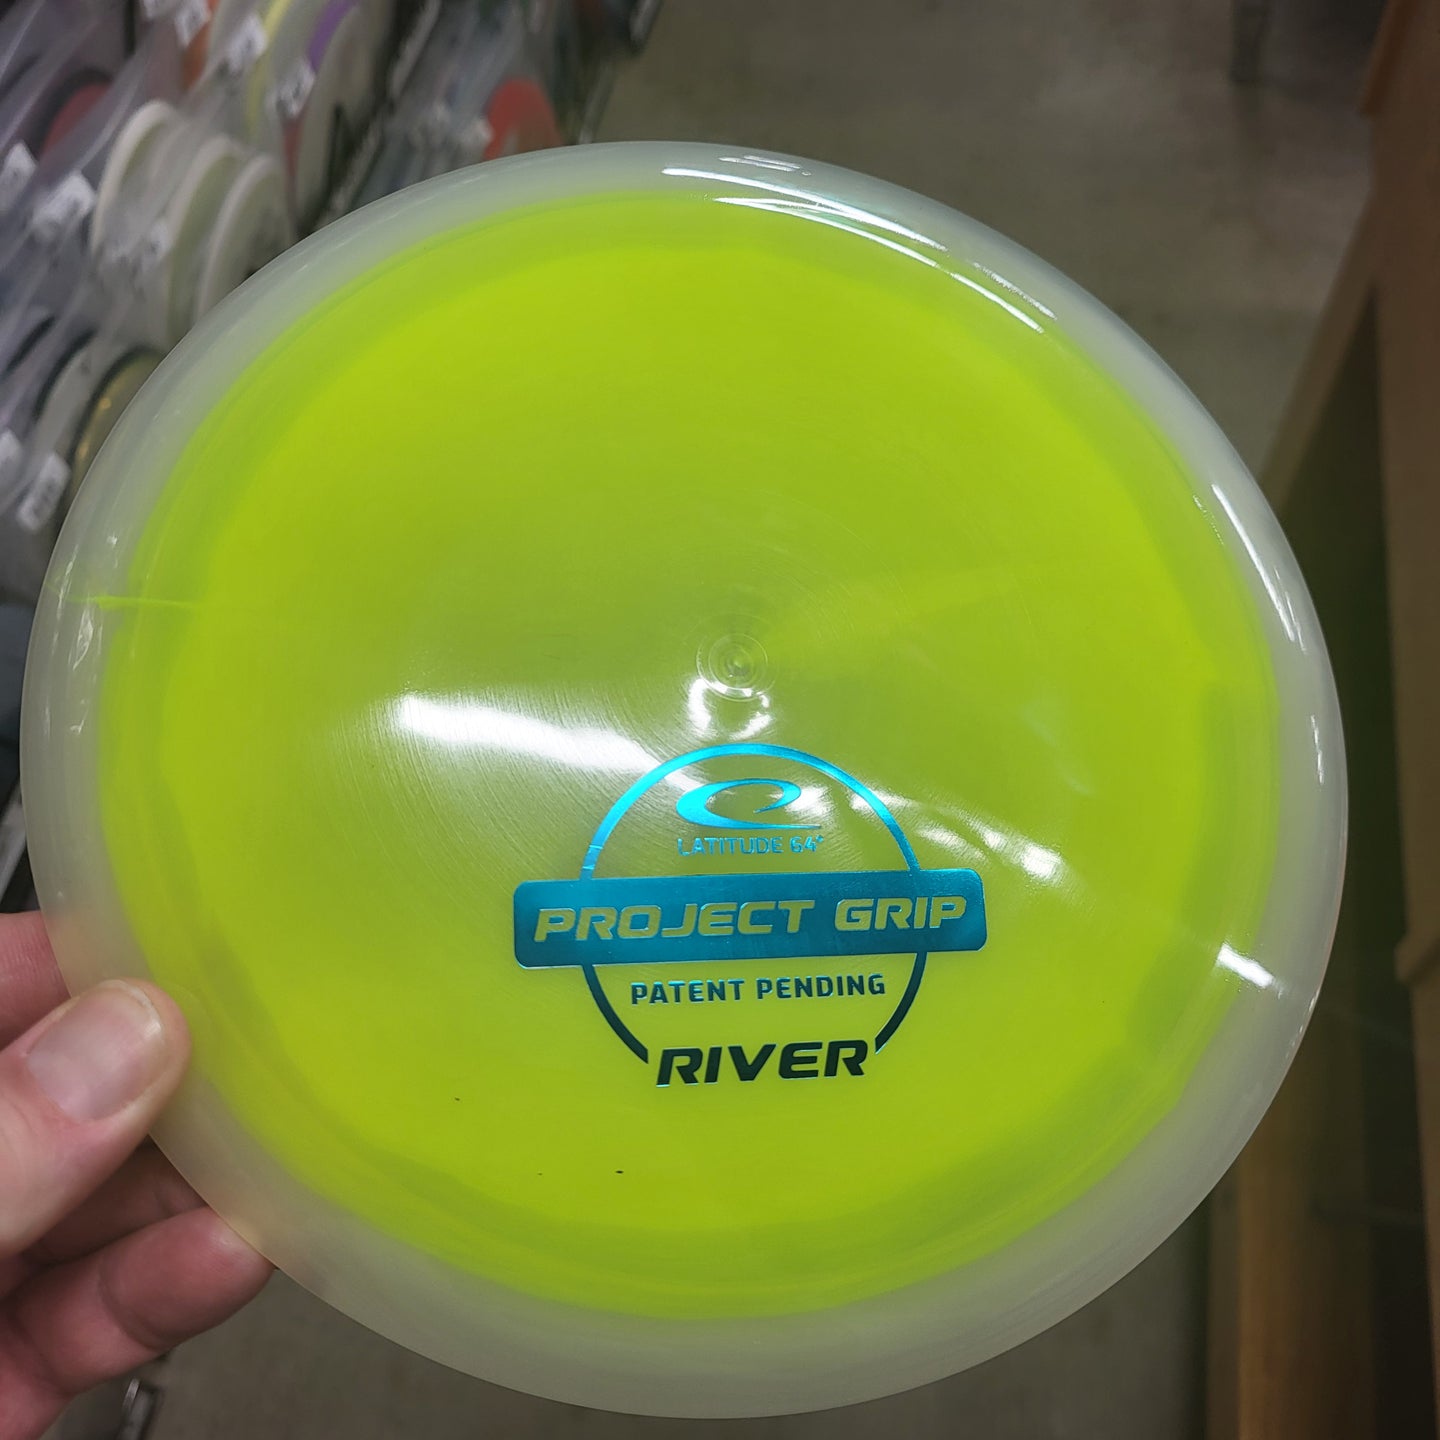 LATITUDE 64°
PROJECT GRIP
PATENT PENDING
RIVER